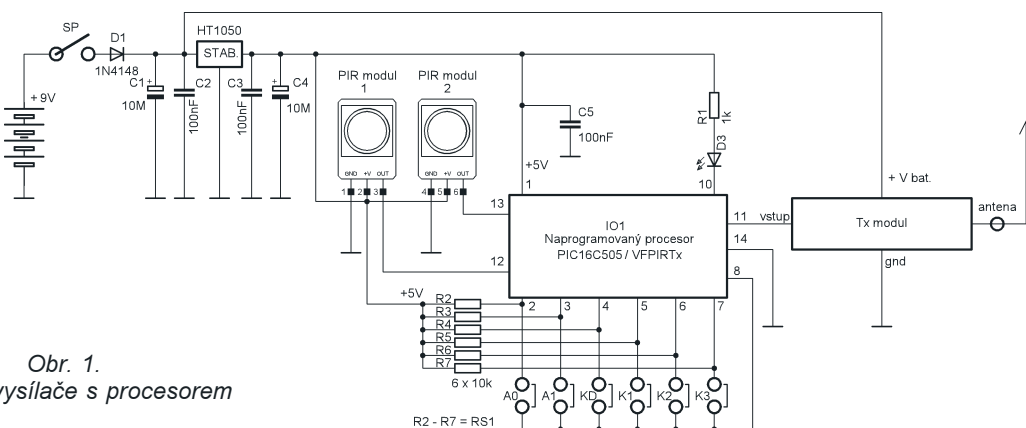 SP
D1
1N4148
HT1050
STAB.
+9V
C1
+
10M
C2
100nF
C3
100nF
C4
+
10M
PIR modul
1
PIR modul
2
GND +V OUT
GND +V OUT
1 2 3
4 5 6
C5
100nF
R1
1k
D3
+5V
1
10
13
12
IO1
Naprogramovaný procesor
PIC16C505 / VFPIRTx
11
vstup
14
8
+ V bat.
Tx modul
gnd
antena
+5V
R2
R3
R4
R5
R6
R7
6 x 10k
2 3 4 5 6 7
A0 A1 KD K1 K2 K3
R2 - R7 = RS1
Obr. 1.
vysílače s procesorem